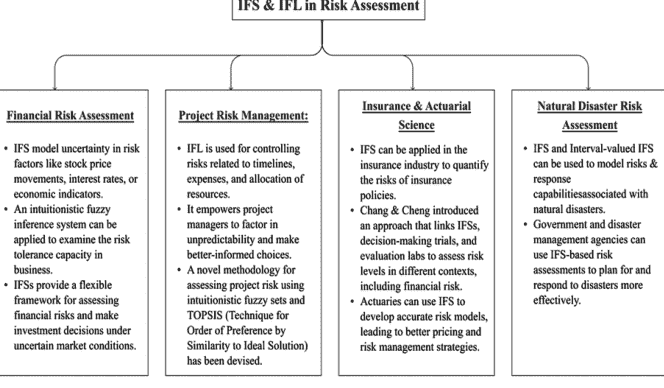 IFS & IFL in Risk Assessment
Financial Risk Assessment
• IFS model uncertainty in risk
factors like stock price
movements, interest rates, or
economic indicators.
• An intuitionistic fuzzy
inference system can be
applied to examine the risk
tolerance capacity in
business.
• IFSs provide a flexible
framework for assessing
financial risks and make
investment decisions under
uncertain market conditions.
Project Risk Management:
• IFL is used for controlling
risks related to timelines,
expenses, and allocation of
resources.
• It empowers project
managers to factor in
unpredictability and make
better-informed choices.
• A novel methodology for
assessing project risk using
intuitionistic fuzzy sets and
TOPSIS (Technique for
Order of Preference by
Similarity to Ideal Solution)
has been devised.
Insurance & Actuarial
Science
• IFS can be applied in the
insurance industry to quantify
the risks of insurance
policies.
• Chang & Cheng introduced
an approach that links IFSs,
decision-making trials, and
evaluation labs to assess risk
levels in different contexts,
including financial risk.
• Actuaries can use IFS to
develop accurate risk models,
leading to better pricing and
risk management strategies.
Natural Disaster Risk
Assessment
• IFS and Interval-valued IFS
can be used to model risks &
response
capabilitiesassociated with
natural disasters.
• Government and disaster
management agencies can
use IFS-based risk
assessments to plan for and
respond to disasters more
effectively.